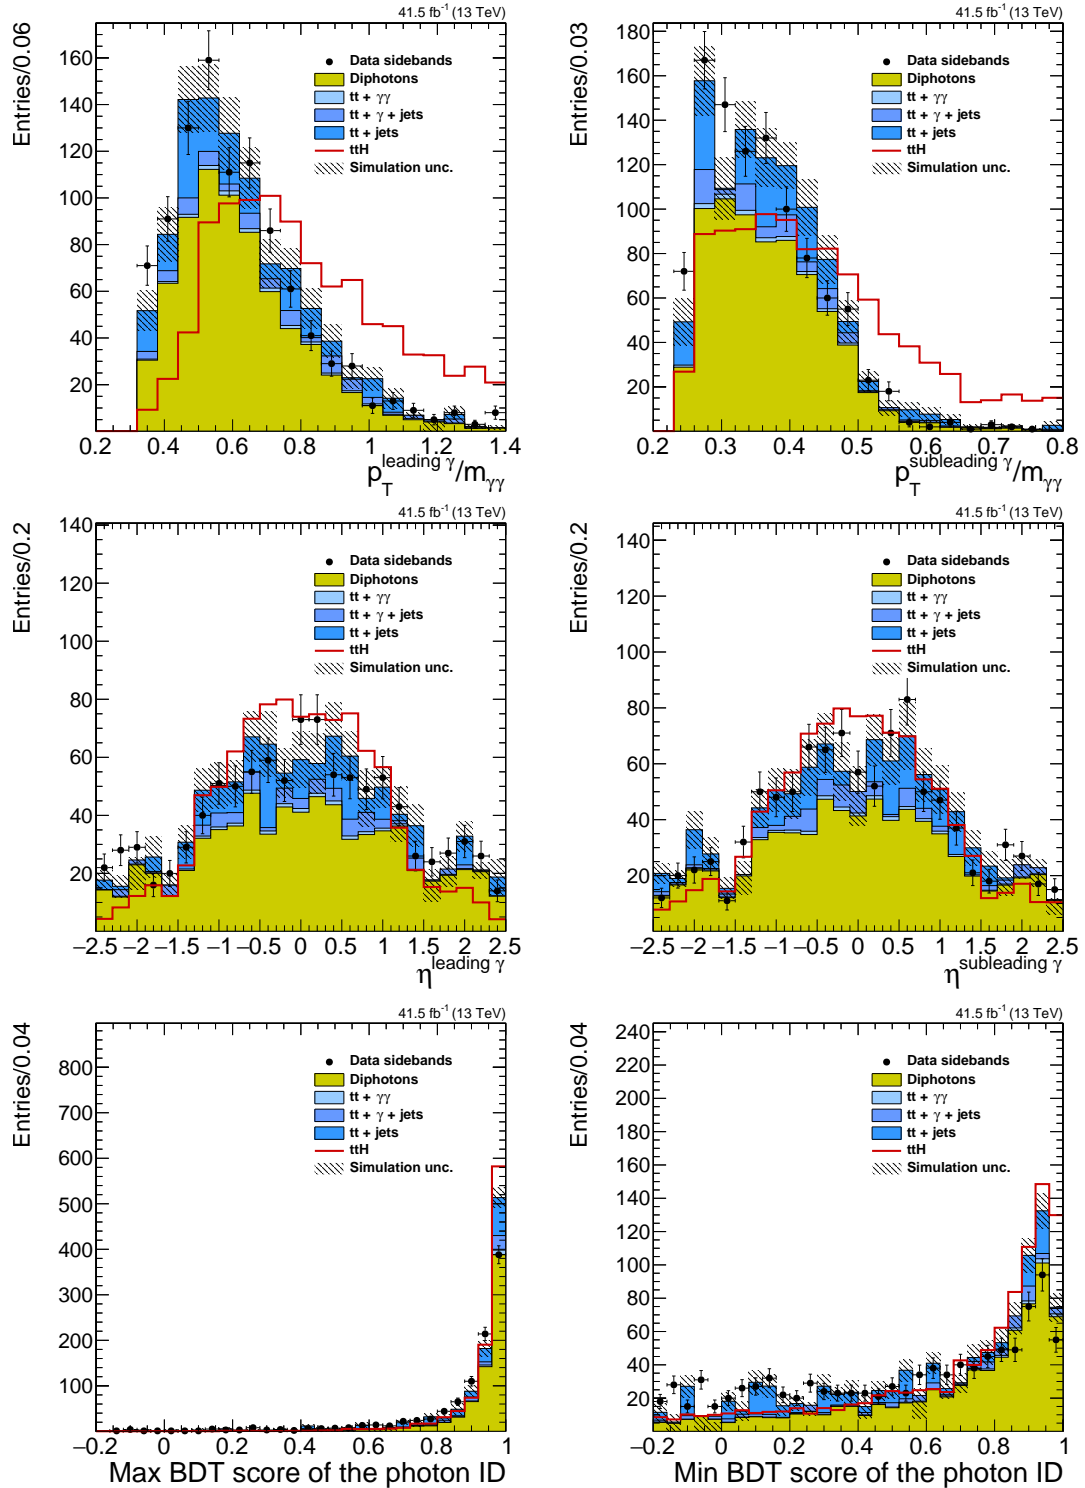 41.5 fb⁻¹ (13 TeV)
Entries/0.06
160
140
120
100
80
60
40
20
Data sidebands
Diphotons
tt + γγ
tt + γ + jets
tt + jets
ttH
Simulation unc.
0.2 0.4 0.6 0.8 1 1.2 1.4
p_T^leading γ/m_γγ
41.5 fb⁻¹ (13 TeV)
Entries/0.03
180
160
140
120
100
80
60
40
20
Data sidebands
Diphotons
tt + γγ
tt + γ + jets
tt + jets
ttH
Simulation unc.
0.2 0.3 0.4 0.5 0.6 0.7 0.8
p_T^subleading γ/m_γγ
41.5 fb⁻¹ (13 TeV)
Entries/0.2
140
120
100
80
60
40
20
Data sidebands
Diphotons
tt + γγ
tt + γ + jets
tt + jets
ttH
Simulation unc.
−2.5 −2 −1.5 −1 −0.5 0 0.5 1 1.5 2 2.5
η^leading γ
41.5 fb⁻¹ (13 TeV)
Entries/0.2
140
120
100
80
60
40
20
Data sidebands
Diphotons
tt + γγ
tt + γ + jets
tt + jets
ttH
Simulation unc.
−2.5 −2 −1.5 −1 −0.5 0 0.5 1 1.5 2 2.5
η^subleading γ
41.5 fb⁻¹ (13 TeV)
Entries/0.04
800
700
600
500
400
300
200
100
Data sidebands
Diphotons
tt + γγ
tt + γ + jets
tt + jets
ttH
Simulation unc.
−0.2 0 0.2 0.4 0.6 0.8 1
Max BDT score of the photon ID
41.5 fb⁻¹ (13 TeV)
Entries/0.04
240
220
200
180
160
140
120
100
80
60
40
20
Data sidebands
Diphotons
tt + γγ
tt + γ + jets
tt + jets
ttH
Simulation unc.
−0.2 0 0.2 0.4 0.6 0.8 1
Min BDT score of the photon ID